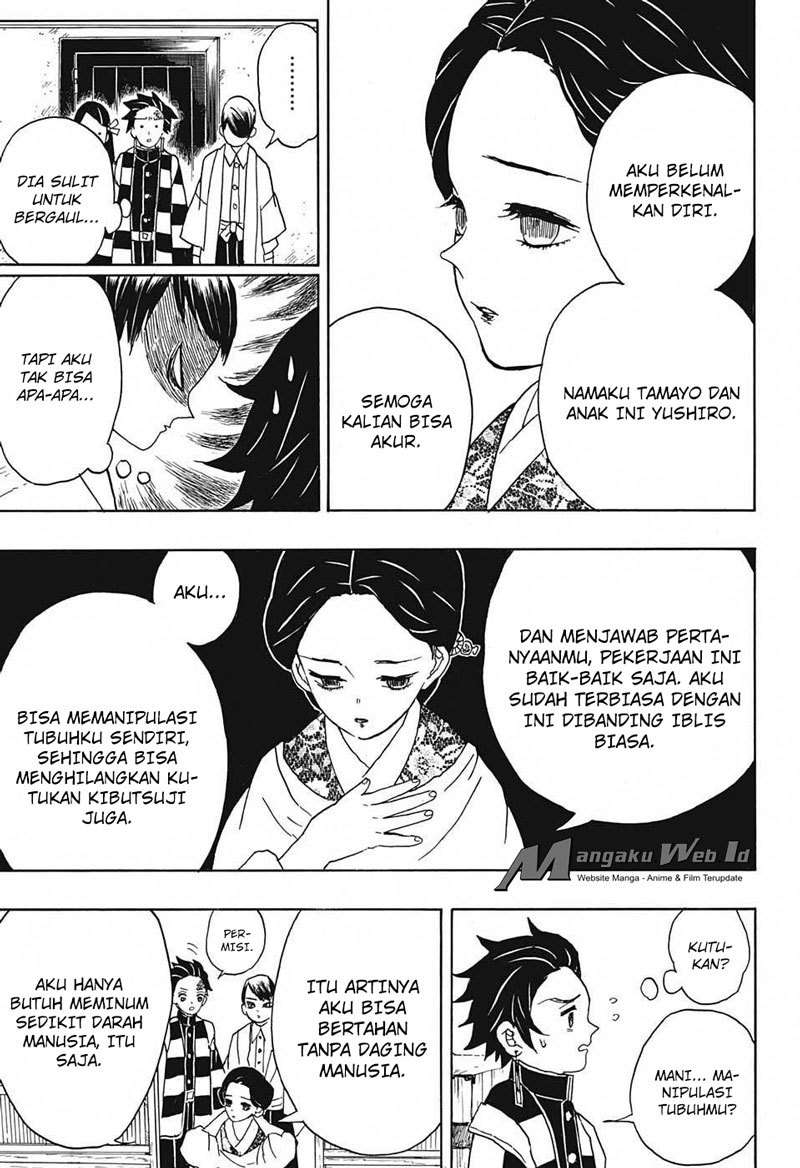 AKU BELUM
MEMPERKENAL-
KAN DIRI.
NAMAKU TAMAYO DAN
ANAK INI YUSHIRO.
SEMOGA
KALIAN BISA
AKUR.
.........
DIA SULIT
UNTUK
BERGAUL...
TAPI AKU
TAK BISA
APA-APA...
DAN MENJAWAB PERTA-
NYAANMU, PEKERJAAN INI
BAIK-BAIK SAJA. AKU
SUDAH TERBIASA DENGAN
INI DIBANDING IBLIS
BIASA.
AKU...
BISA MEMANIPULASI
TUBUHKU SENDIRI,
SEHINGGA BISA
MENGHILANGKAN KU-
TUKAN KIBUTSUJI
JUGA.
Mangaku Web Id
Website Manga - Anime & Film Terupdate
KUTU-
KAN?
MANI... MA-
NIPULASI
TUBUHMU?
ITU ARTINYA
AKU BISA
BERTAHAN
TANPA DAGING
MANUSIA.
PER-
MISI.
AKU HANYA
BUTUH MEMINUM
SEDIKIT DARAH
MANUSIA, ITU
SAJA.